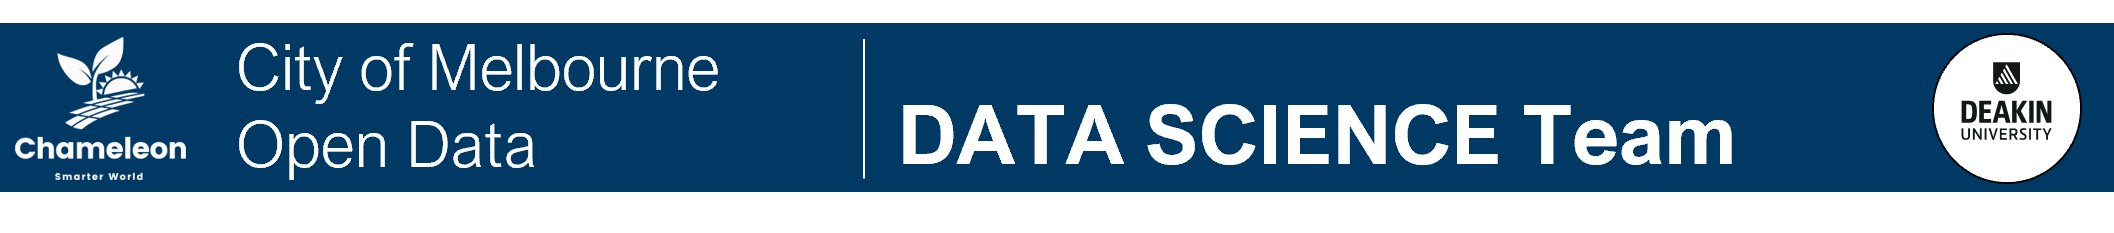 Chameleon
Smarter World
City of Melbourne
Open Data
DATA SCIENCE Team
DEAKIN
UNIVERSITY